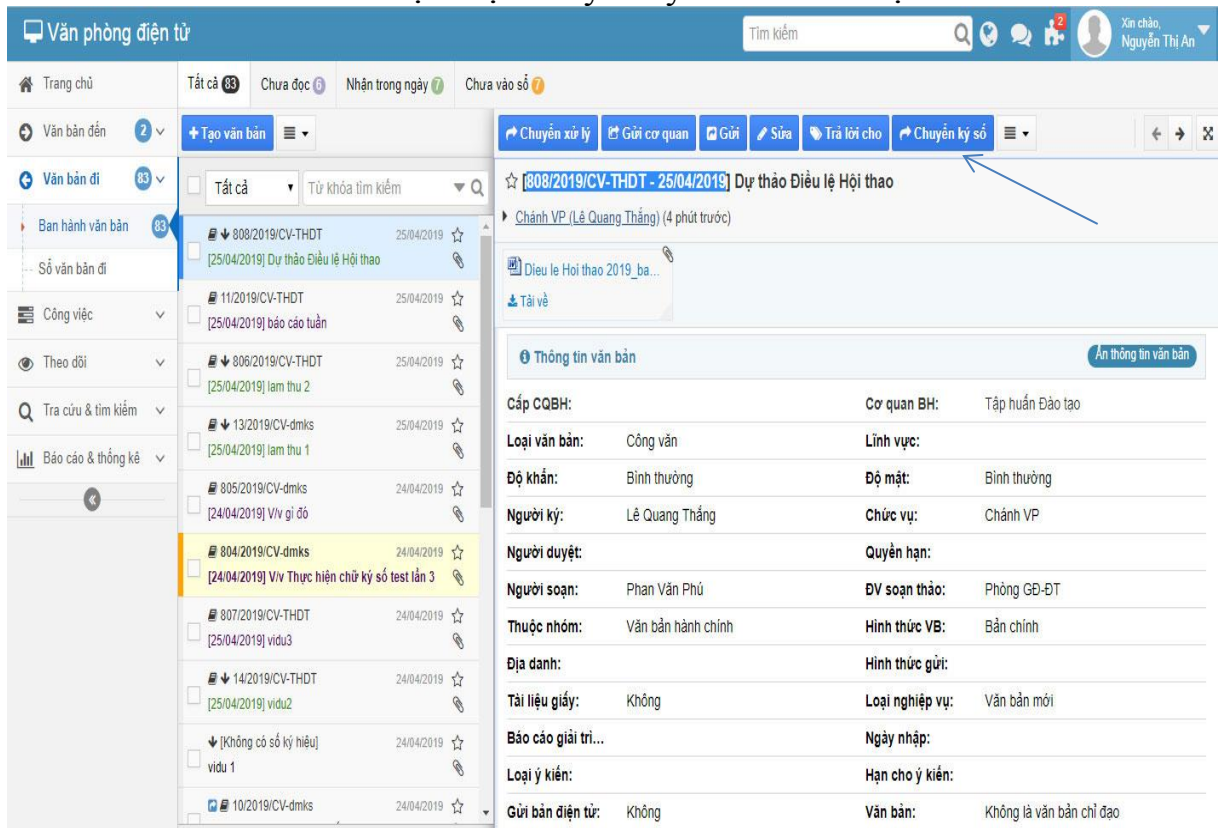 Văn phòng điện tử
Tìm kiếm
2
Xin chào,
Nguyễn Thị An
Trang chủ
Văn bản đến 2
Văn bản đi 83
Ban hành văn bản 83
Sổ văn bản đi
Công việc
Theo dõi
Tra cứu & tìm kiếm
Báo cáo & thống kê
Tất cả 83 Chưa đọc 6 Nhận trong ngày 7 Chưa vào sổ 7
+Tạo văn bản
Tất cả Từ khóa tìm kiếm
808/2019/CV-THDT 25/04/2019
[25/04/2019] Dự thảo Điều lệ Hội thao
11/2019/CV-THDT 25/04/2019
[25/04/2019] báo cáo tuần
806/2019/CV-THDT 25/04/2019
[25/04/2019] lam thu 2
13/2019/CV-dmks 25/04/2019
[25/04/2019] lam thu 1
805/2019/CV-dmks 24/04/2019
[24/04/2019] V/v gì đó
804/2019/CV-dmks 24/04/2019
[24/04/2019] V/v Thực hiện chữ ký số test lần 3
807/2019/CV-THDT 24/04/2019
[25/04/2019] vidu3
14/2019/CV-THDT 24/04/2019
[25/04/2019] vidu2
[Không có số ký hiệu] 24/04/2019
vidu 1
10/2019/CV-dmks 24/04/2019
Chuyển xử lý Gửi cơ quan Gửi Sửa Trả lời cho Chuyển ký số
[808/2019/CV-THDT - 25/04/2019] Dự thảo Điều lệ Hội thao
Chánh VP (Lê Quang Thắng) (4 phút trước)
Dieu le Hoi thao 2019_ba...
Tải về
Thông tin văn bản Ẩn thông tin văn bản
Cấp CQBH: Cơ quan BH: Tập huấn Đào tạo
Loại văn bản: Công văn Lĩnh vực:
Độ khẩn: Bình thường Độ mật: Bình thường
Người ký: Lê Quang Thắng Chức vụ: Chánh VP
Người duyệt: Quyền hạn:
Người soạn: Phan Văn Phú ĐV soạn thảo: Phòng GĐ-ĐT
Thuộc nhóm: Văn bản hành chính Hình thức VB: Bản chính
Địa danh: Hình thức gửi:
Tài liệu giấy: Không Loại nghiệp vụ: Văn bản mới
Báo cáo giải trì... Ngày nhập:
Loại ý kiến: Hạn cho ý kiến:
Gửi bản điện tử: Không Văn bản: Không là văn bản chỉ đạo